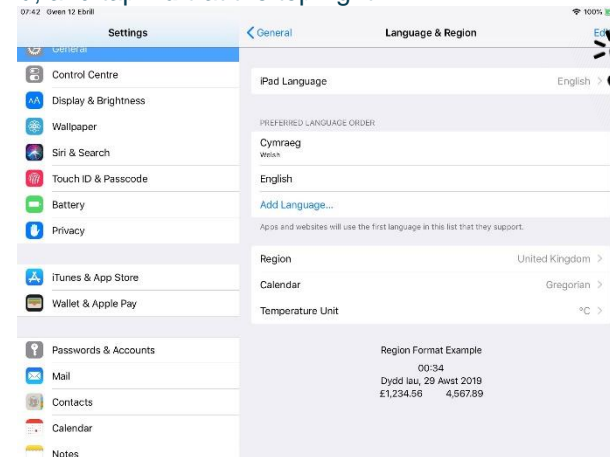 07:42 Gwen 12 Ebrill
100%
Settings
General
Language & Region
General
Control Centre
Display & Brightness
Wallpaper
Siri & Search
Touch ID & Passcode
Battery
Privacy
iTunes & App Store
Wallet & Apple Pay
Passwords & Accounts
Mail
Contacts
Calendar
Notes
iPad Language English
PREFERRED LANGUAGE ORDER
Cymraeg
Welsh
English
Add Language...
Apps and websites will use the first language in this list that they support.
Region United Kingdom
Calendar Gregorian
Temperature Unit °C
Region Format Example
00:34
Dydd Iau, 29 Awst 2019
£1,234.56 4,567.89